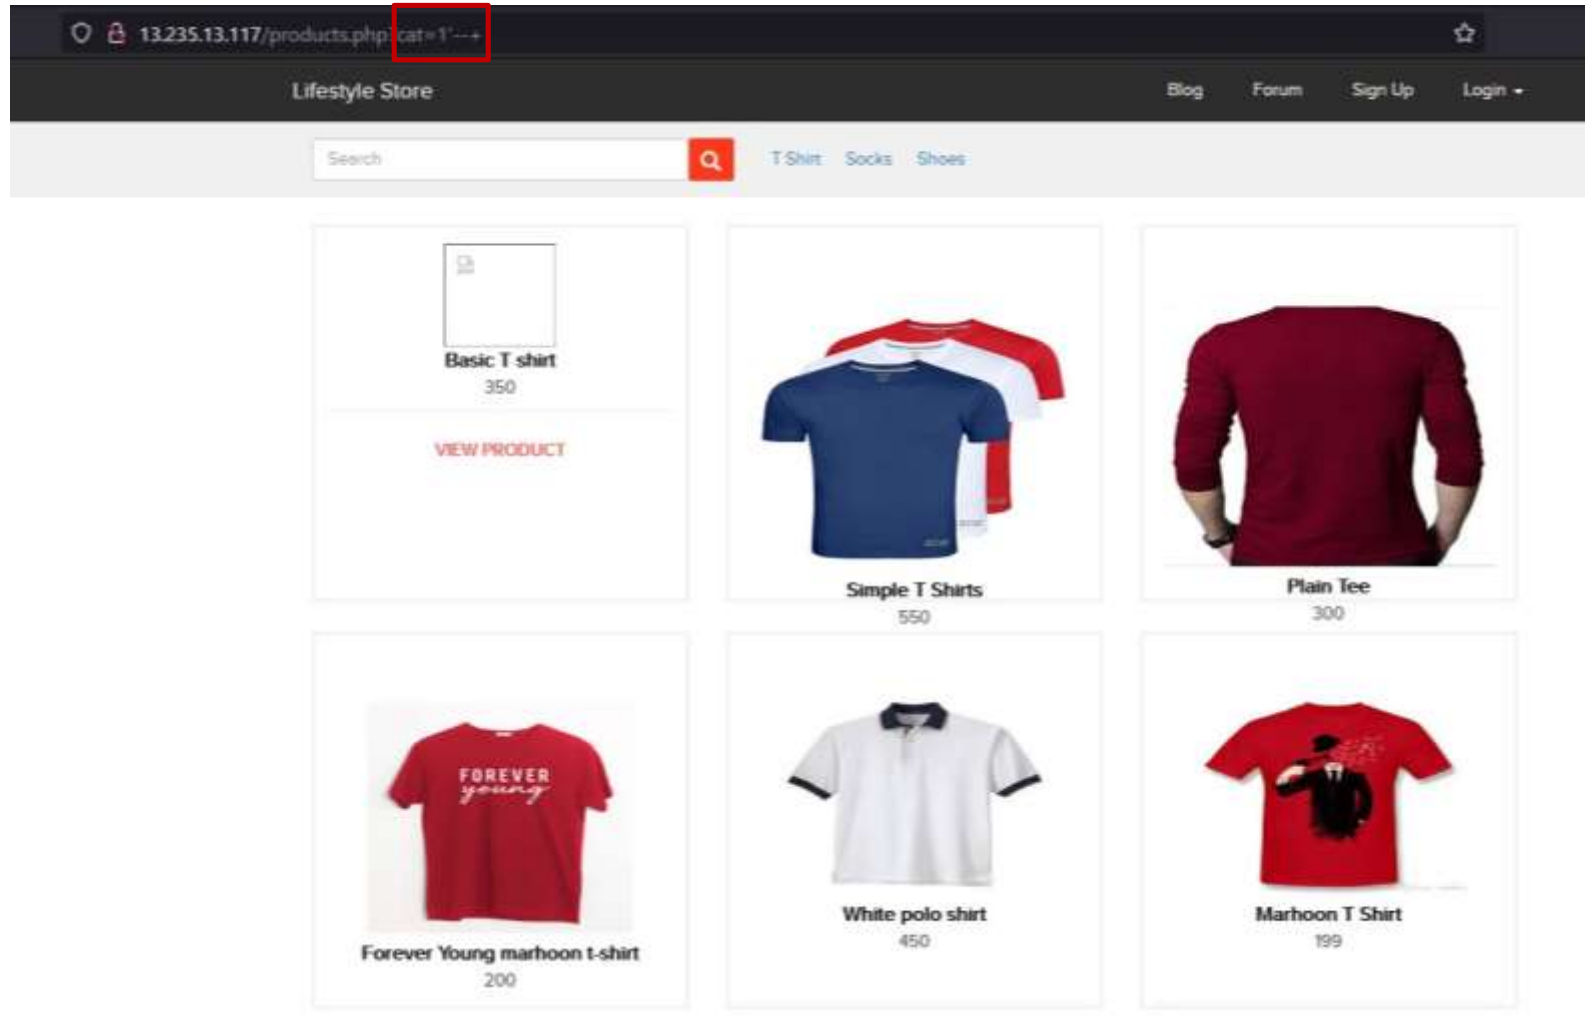 13.235.13.117/products.php?cat=1'--+
Lifestyle Store
Blog Forum Sign Up Login
Search
T Shirt Socks Shoes
Basic T shirt
350
VIEW PRODUCT
Simple T Shirts
550
Plain Tee
300
FOREVER
young
Forever Young marhoon t-shirt
200
White polo shirt
450
Marhoon T Shirt
199